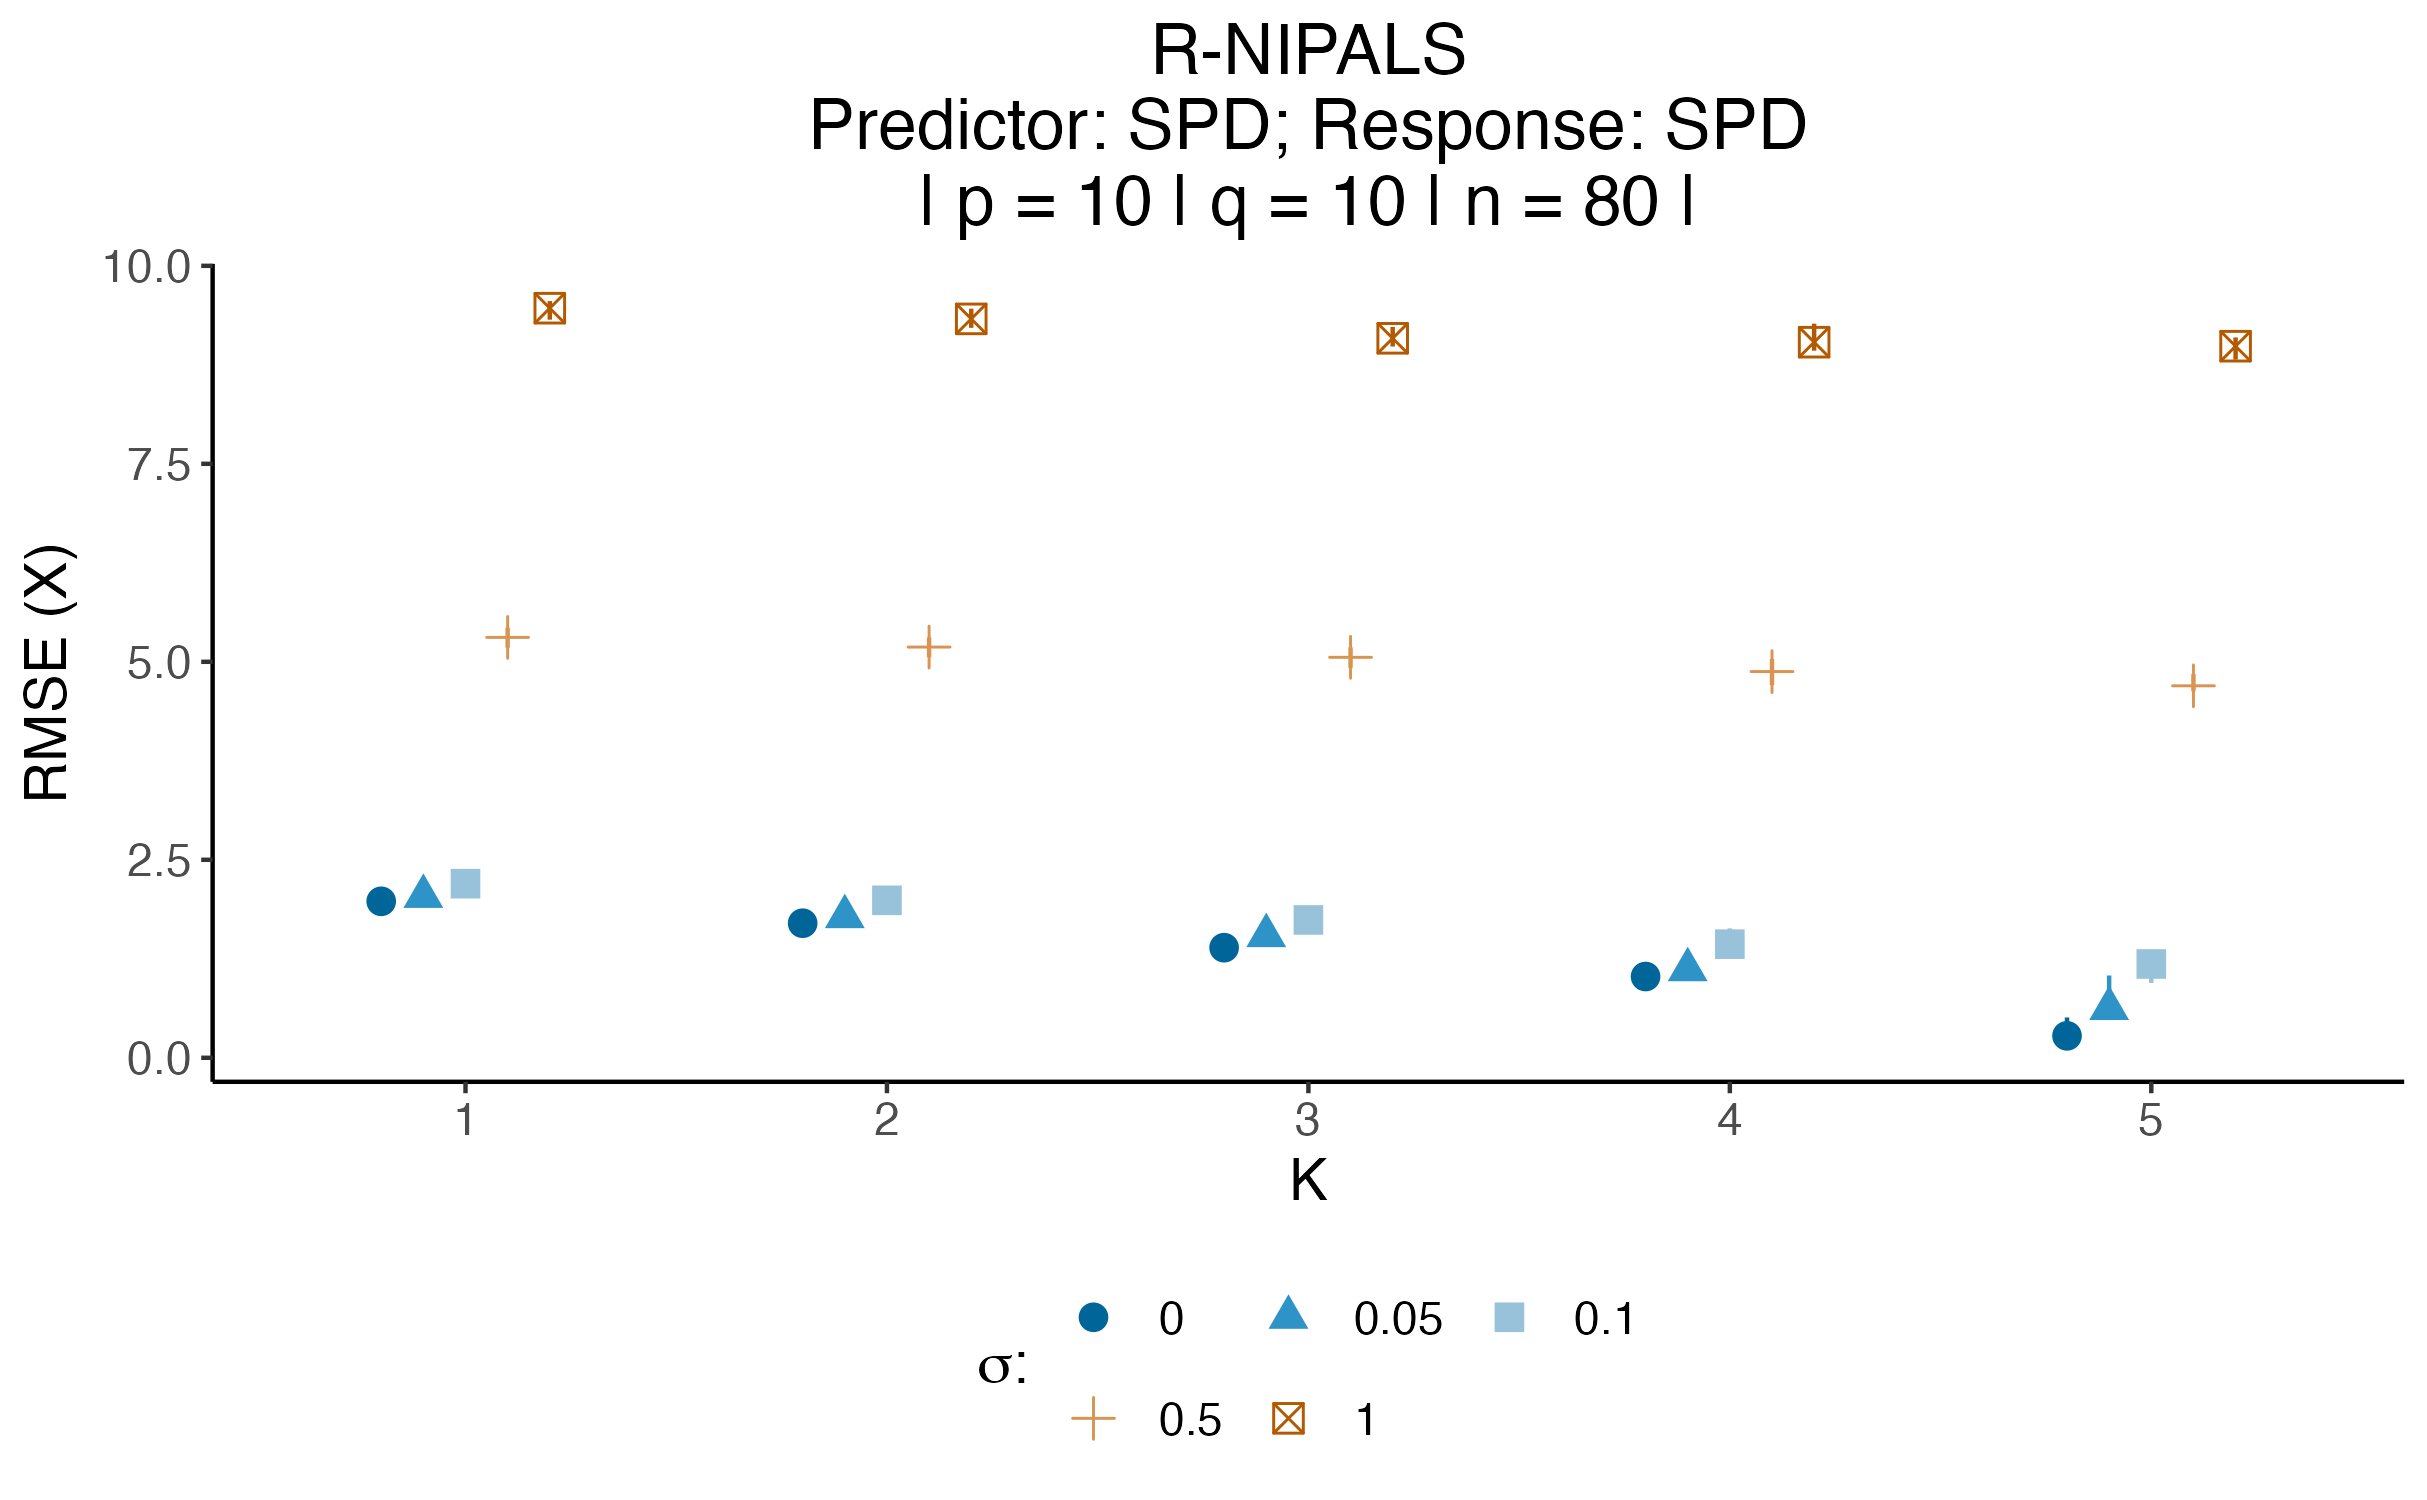 R-NIPALS
Predictor: SPD; Response: SPD
| p = 10 | q = 10 | n = 80 |
10.0
7.5
5.0
2.5
0.0
RMSE (X)
1 2 3 4 5
K
σ:
0 0.05 0.1
0.5 1